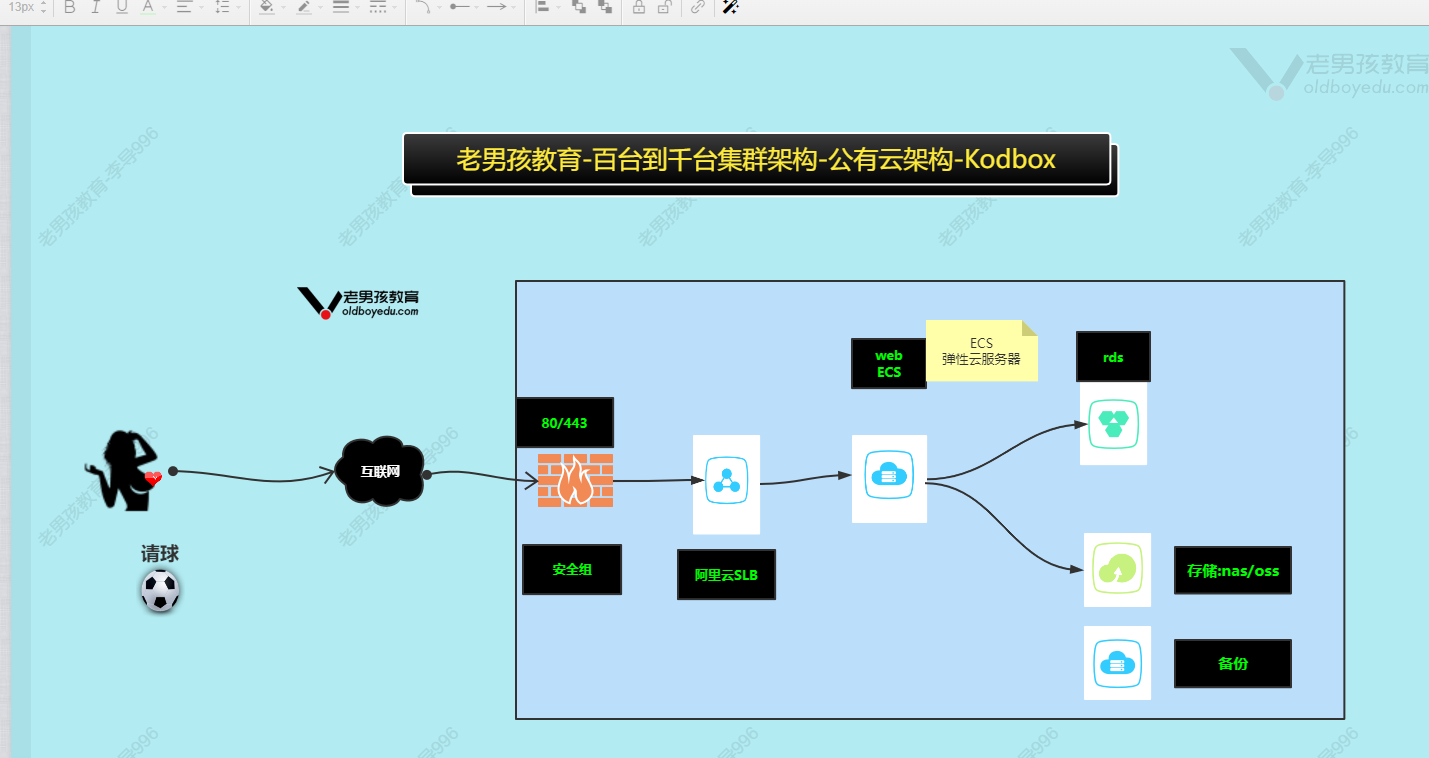 13px
B I U A
老男孩教育
oldboyedu.com
老男孩教育-李导996
老男孩教育-百台到千台集群架构-公有云架构-Kodbox
老男孩教育
oldboyedu.com
web
ECS
ECS
弹性云服务器
rds
80/443
互联网
请球
安全组
阿里云SLB
存储:nas/oss
备份